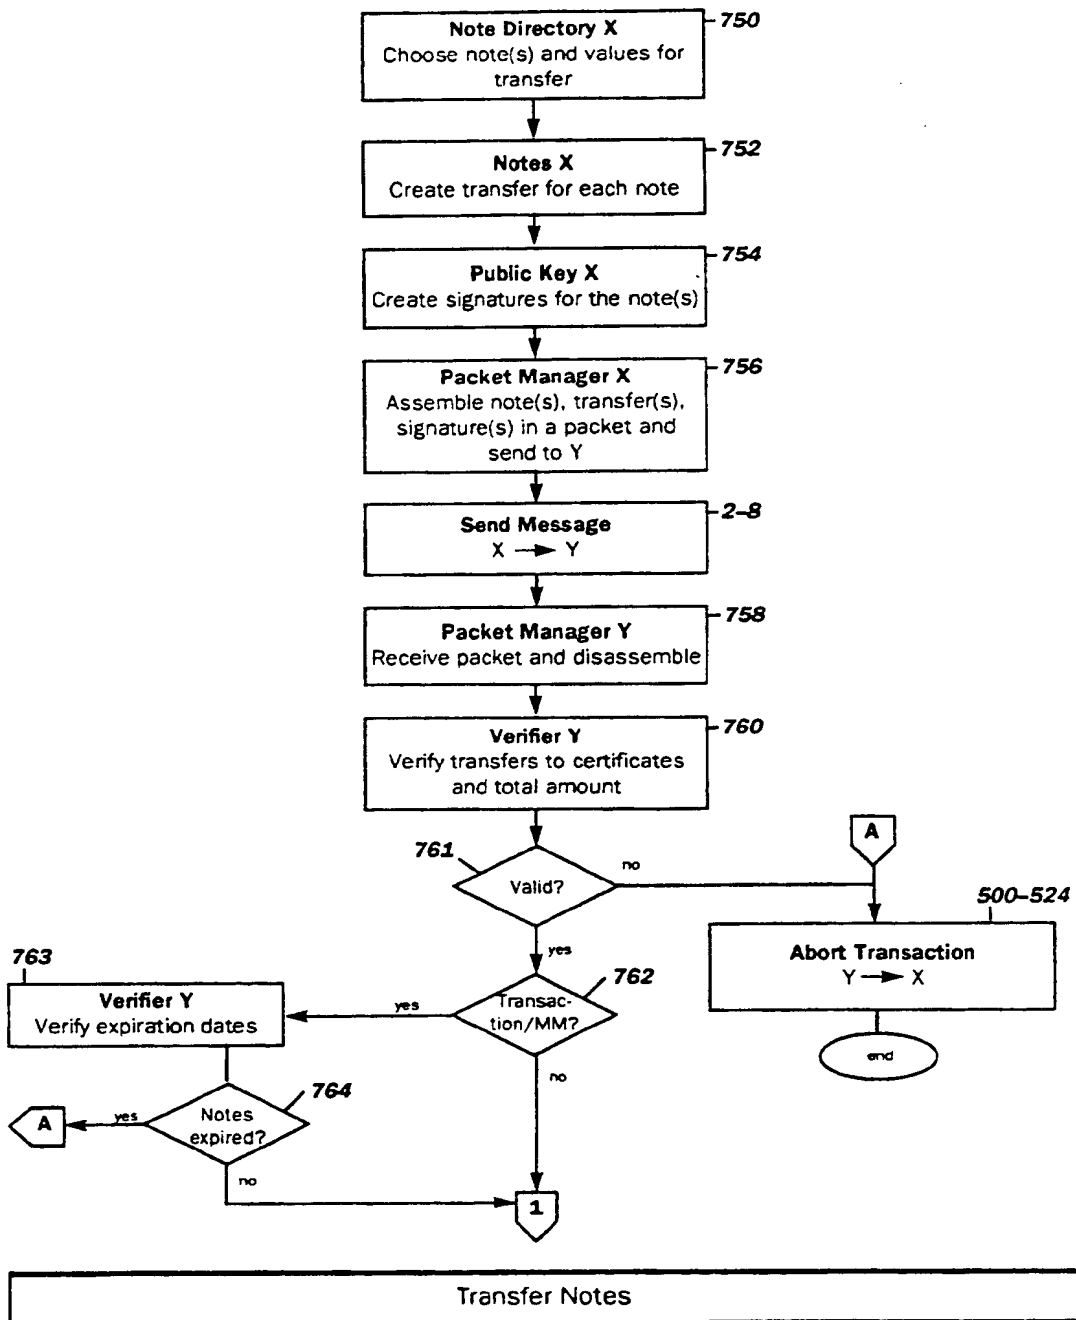 750
Note Directory X
Choose note(s) and values for
transfer
752
Notes X
Create transfer for each note
754
Public Key X
Create signatures for the note(s)
756
Packet Manager X
Assemble note(s), transfer(s),
signature(s) in a packet and
send to Y
2-8
Send Message
X → Y
758
Packet Manager Y
Receive packet and disassemble
760
Verifier Y
Verify transfers to certificates
and total amount
A
761
Valid?
no
yes
500-524
Abort Transaction
Y → X
end
762
Transac-
tion/MM?
yes
no
763
Verifier Y
Verify expiration dates
764
Notes
expired?
yes
A
no
1
Transfer Notes